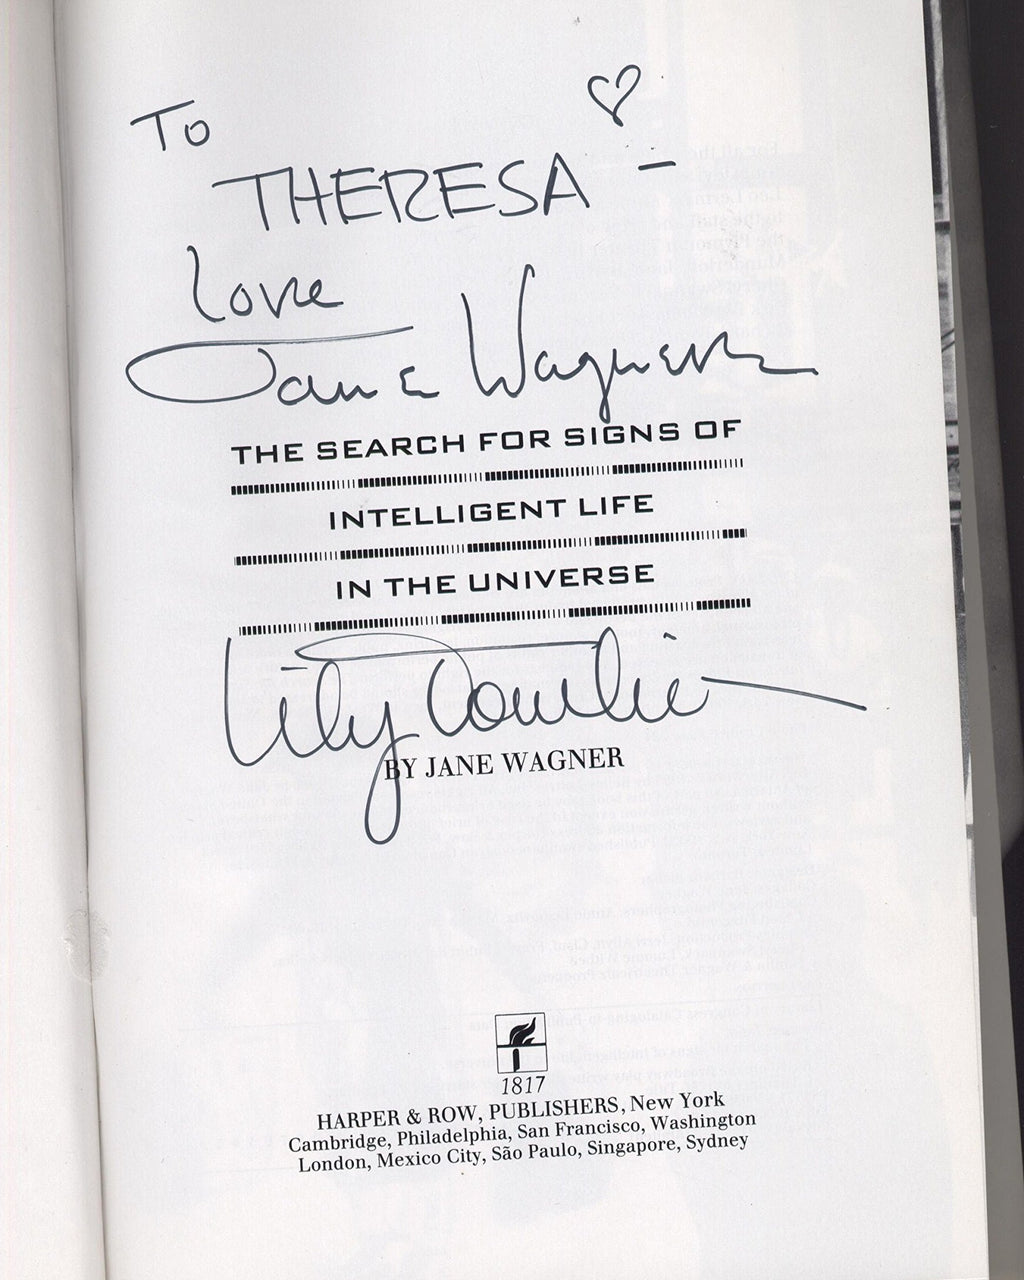 To
THERESA –
Love
Jane Wagner
THE SEARCH FOR SIGNS OF
INTELLIGENT LIFE
IN THE UNIVERSE
Lily Tomlin
BY JANE WAGNER
1817
HARPER & ROW, PUBLISHERS, New York
Cambridge, Philadelphia, San Francisco, Washington
London, Mexico City, São Paulo, Singapore, Sydney